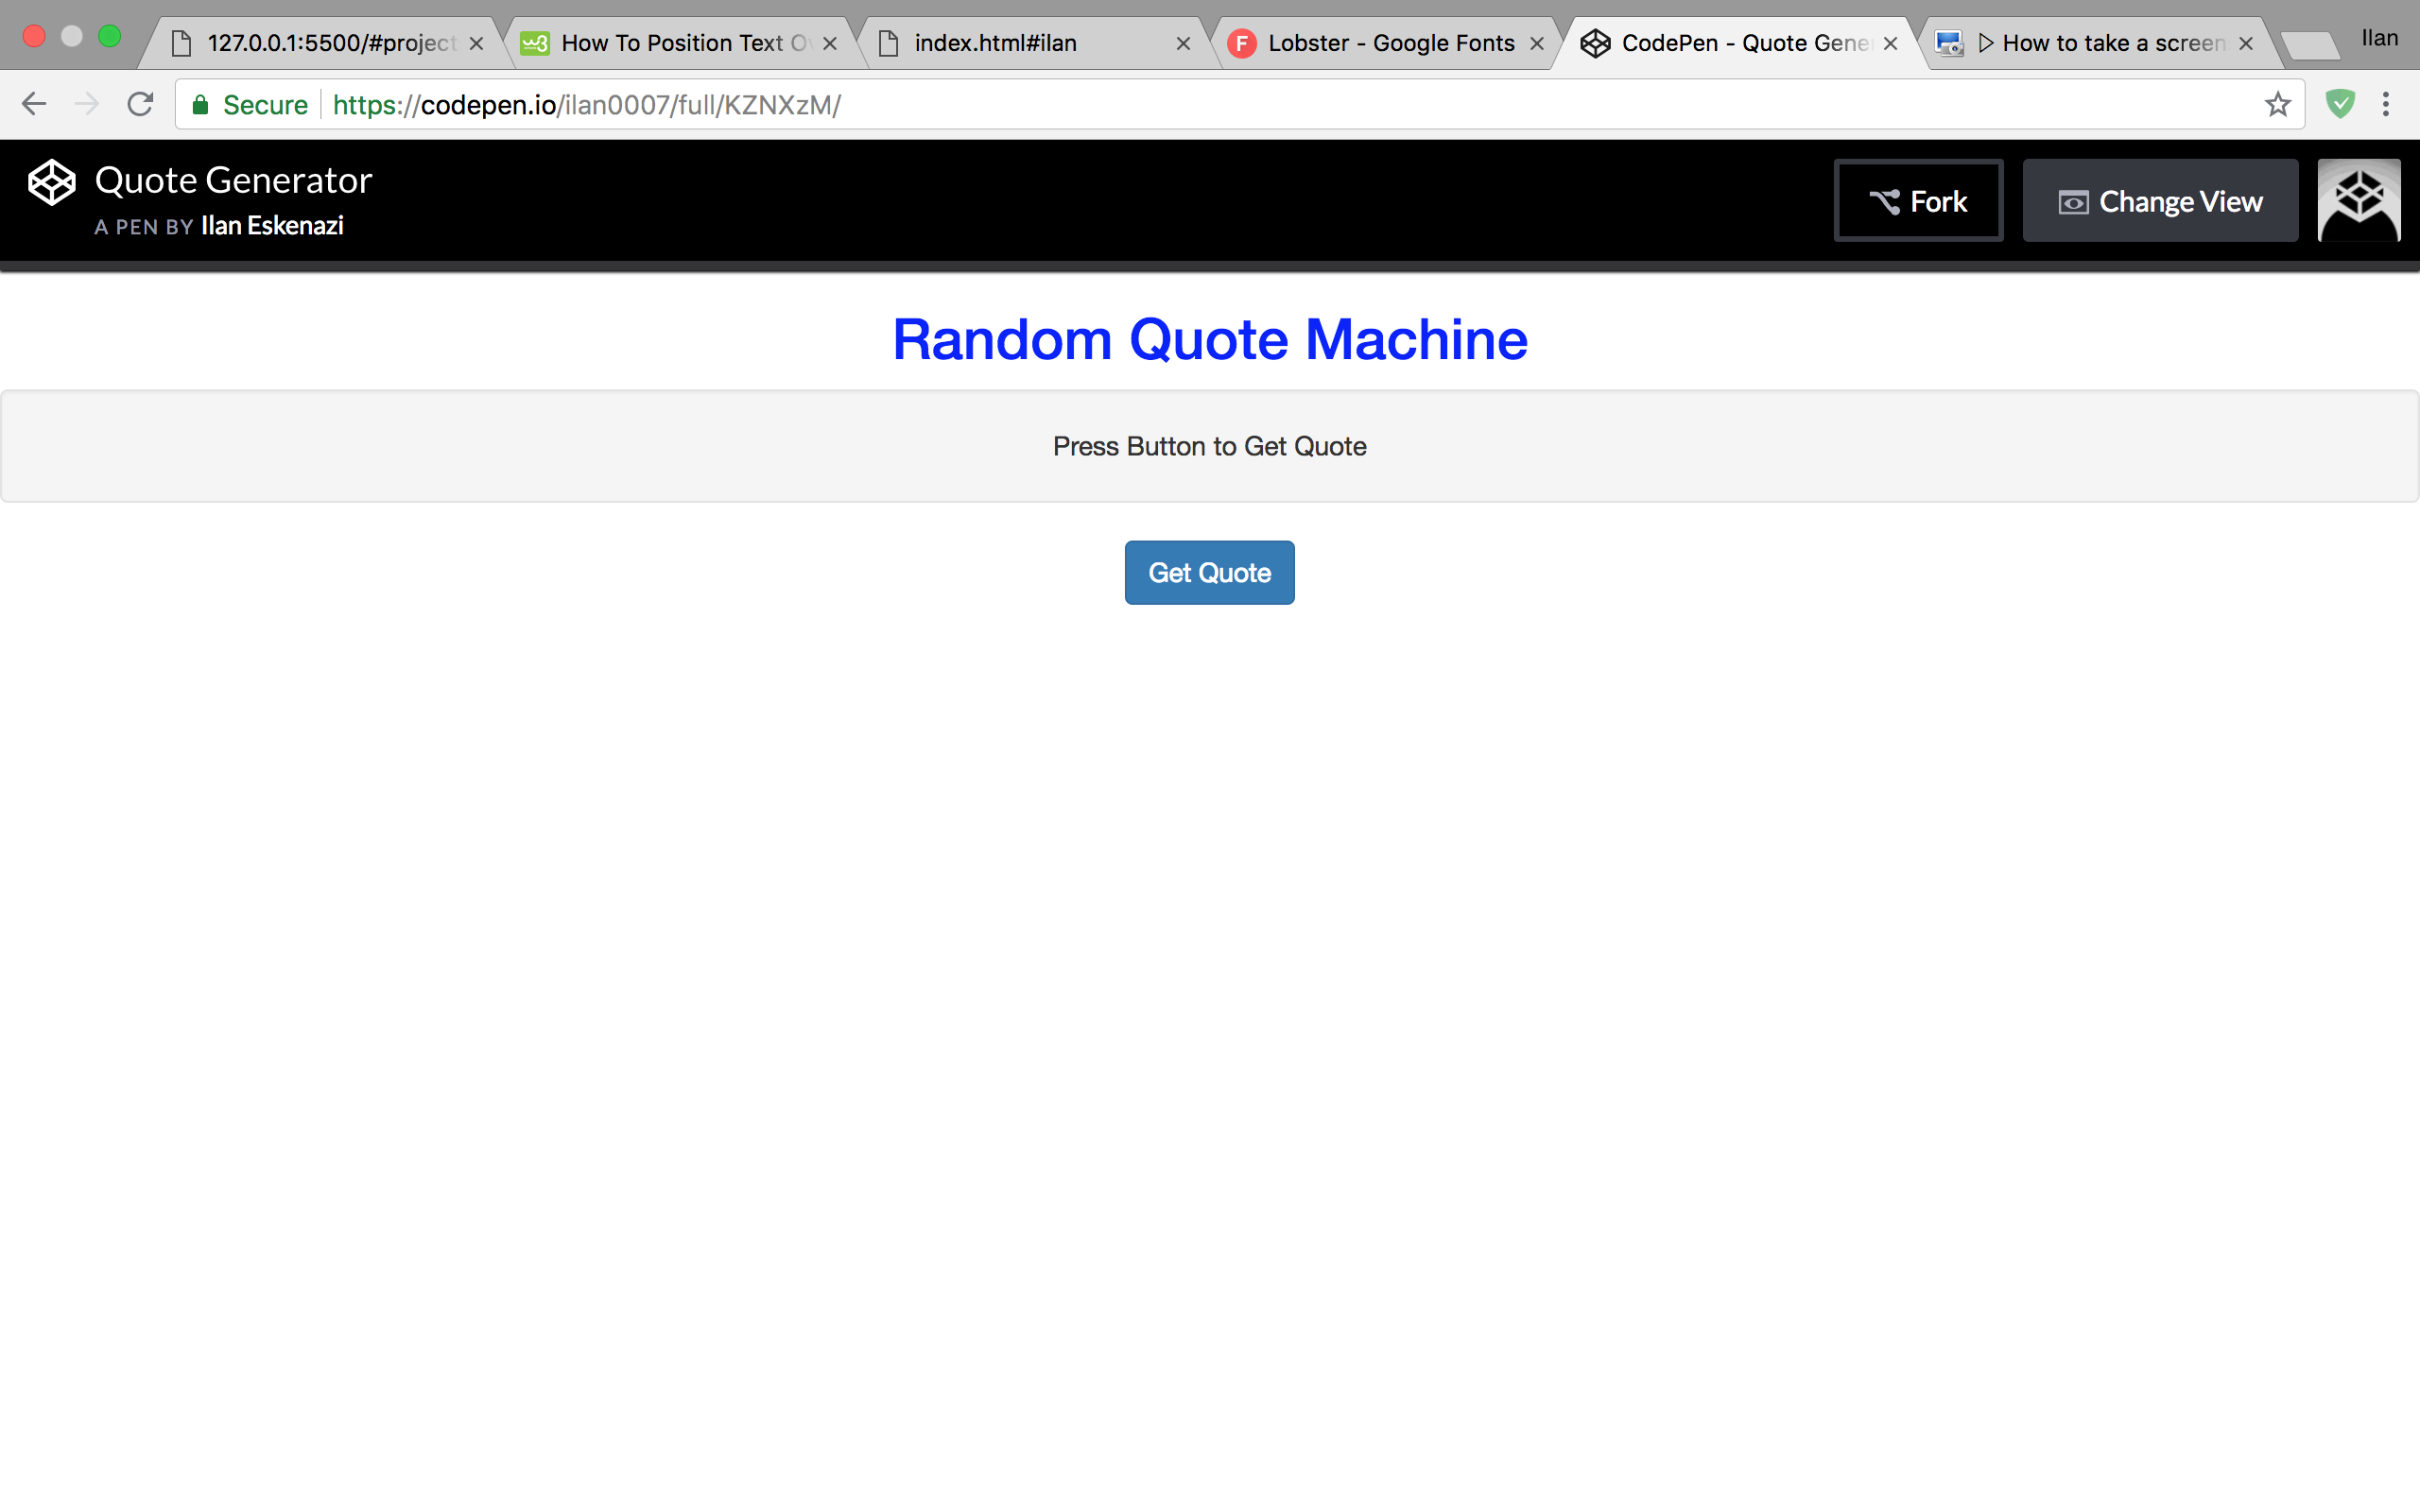 127.0.0.1:5500/#project
How To Position Text O
index.html#ilan
Lobster - Google Fonts
CodePen - Quote Gene
How to take a screen
Ilan
Secure https://codepen.io/ilan0007/full/KZNXzM/
Quote Generator
A PEN BY Ilan Eskenazi
Fork
Change View
Random Quote Machine
Press Button to Get Quote
Get Quote